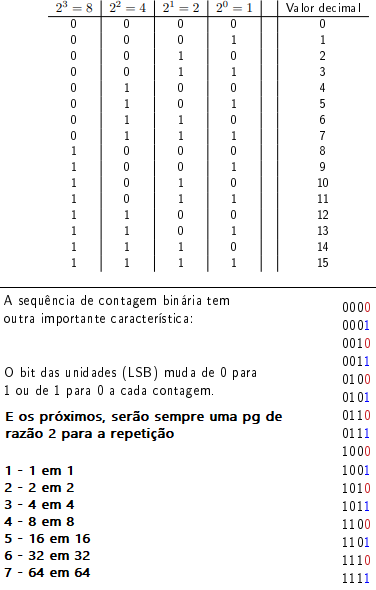 2³ = 8 2² = 4 2¹ = 2 2⁰ = 1 Valor decimal
0 0 0 0 0
0 0 0 1 1
0 0 1 0 2
0 0 1 1 3
0 1 0 0 4
0 1 0 1 5
0 1 1 0 6
0 1 1 1 7
1 0 0 0 8
1 0 0 1 9
1 0 1 0 10
1 0 1 1 11
1 1 0 0 12
1 1 0 1 13
1 1 1 0 14
1 1 1 1 15
A sequência de contagem binária tem
outra importante característica:
O bit das unidades (LSB) muda de 0 para
1 ou de 1 para 0 a cada contagem.
E os próximos, serão sempre uma pg de
razão 2 para a repetição
1 - 1 em 1
2 - 2 em 2
3 - 4 em 4
4 - 8 em 8
5 - 16 em 16
6 - 32 em 32
7 - 64 em 64
0000
0001
0010
0011
0100
0101
0110
0111
1000
1001
1010
1011
1100
1101
1110
1111